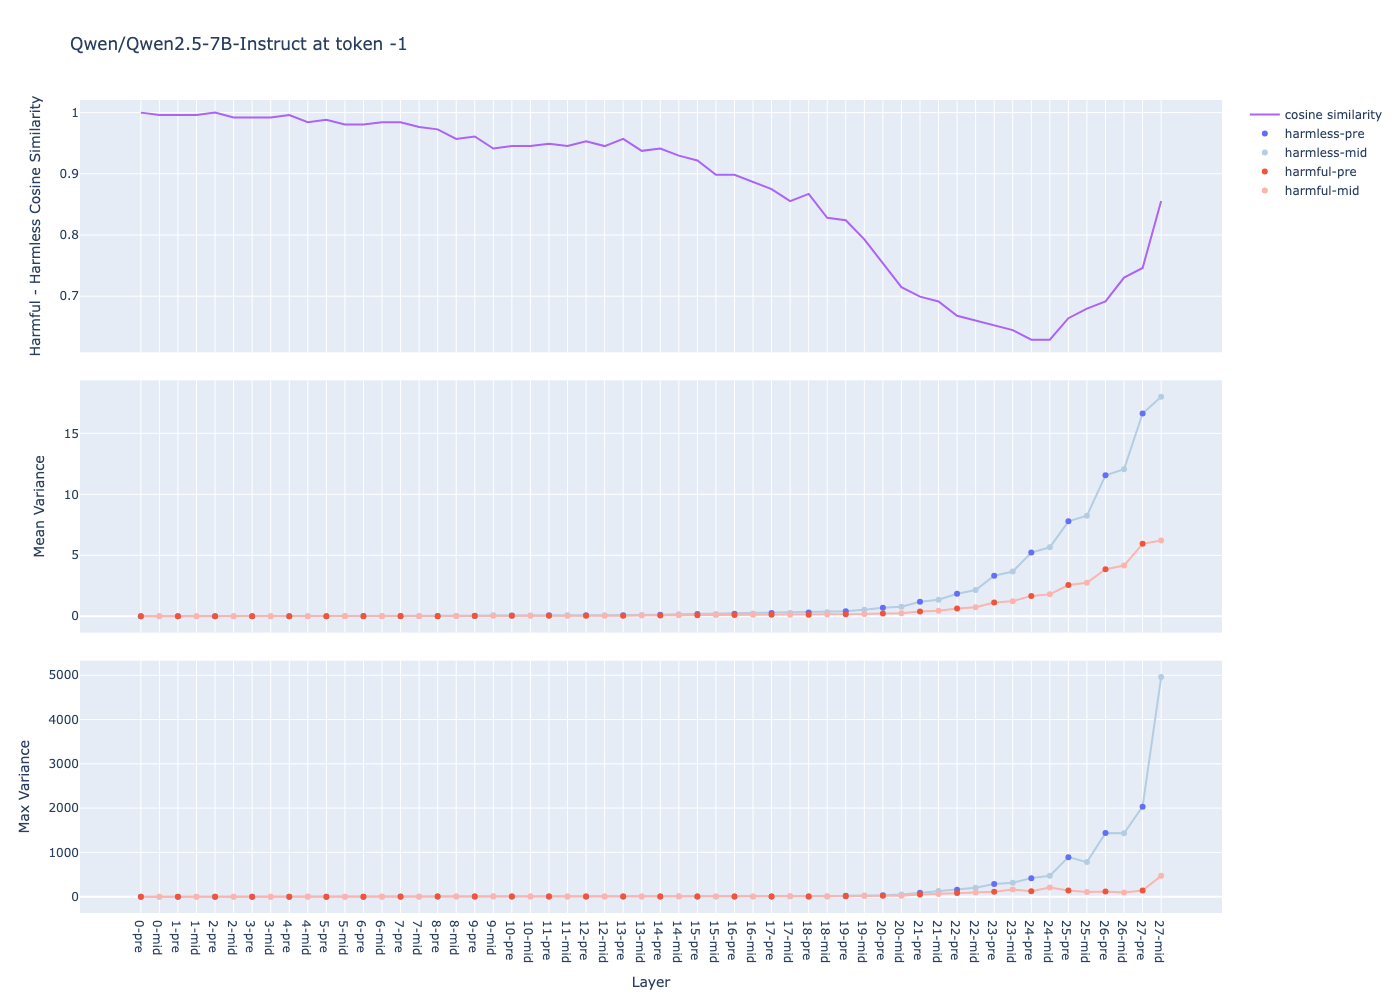 Qwen/Qwen2.5-7B-Instruct at token -1
Harmful - Harmless Cosine Similarity
1
0.9
0.8
0.7
cosine similarity
harmless-pre
harmless-mid
harmful-pre
harmful-mid
Mean Variance
15
10
5
0
Max Variance
5000
4000
3000
2000
1000
0
0-pre
0-mid
1-pre
1-mid
2-pre
2-mid
3-pre
3-mid
4-pre
4-mid
5-pre
5-mid
6-pre
6-mid
7-pre
7-mid
8-pre
8-mid
9-pre
9-mid
10-pre
10-mid
11-pre
11-mid
12-pre
12-mid
13-pre
13-mid
14-pre
14-mid
15-pre
15-mid
16-pre
16-mid
17-pre
17-mid
18-pre
18-mid
19-pre
19-mid
20-pre
20-mid
21-pre
21-mid
22-pre
22-mid
23-pre
23-mid
24-pre
24-mid
25-pre
25-mid
26-pre
26-mid
27-pre
27-mid
Layer